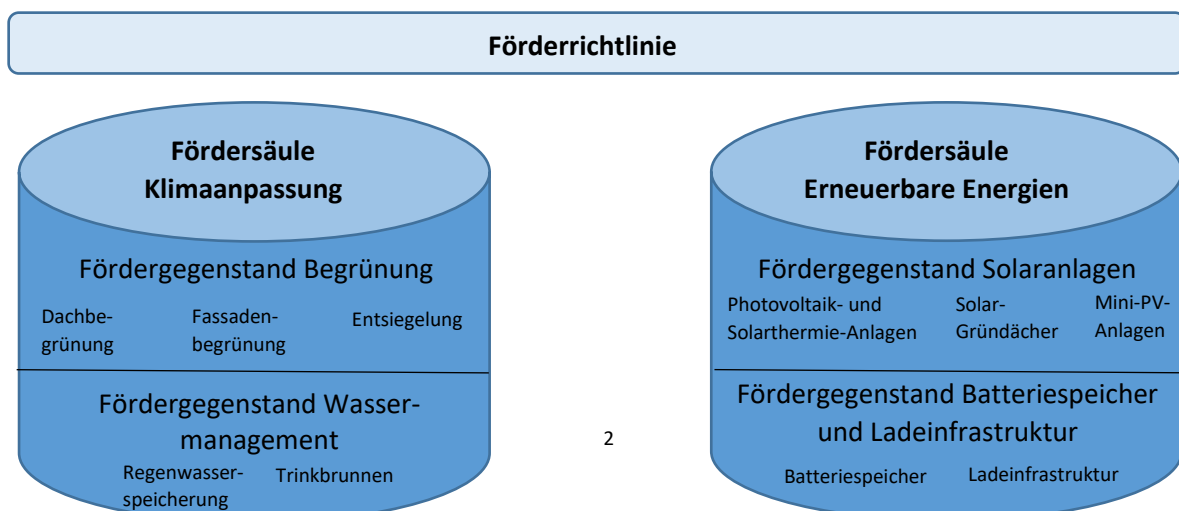 Förderrichtlinie
Fördersäule
Klimaanpassung
Fördergegenstand Begrünung
Dachbe-
grünung
Fassaden-
begrünung
Entsiegelung
Fördergegenstand Wasser-
management
Regenwasser-
speicherung
Trinkbrunnen
2
Fördersäule
Erneuerbare Energien
Fördergegenstand Solaranlagen
Photovoltaik- und
Solarthermie-Anlagen
Solar-
Gründächer
Mini-PV-
Anlagen
Fördergegenstand Batteriespeicher
und Ladeinfrastruktur
Batteriespeicher
Ladeinfrastruktur